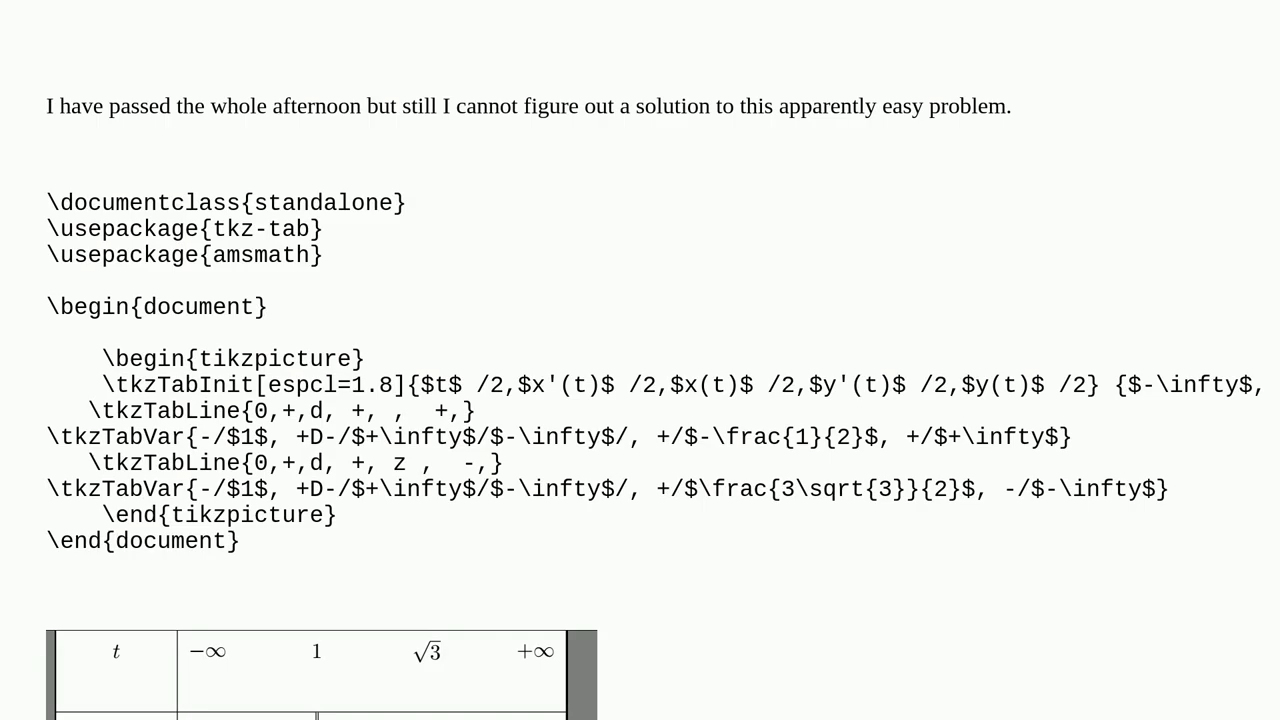 I have passed the whole afternoon but still I cannot figure out a solution to this apparently easy problem.
\documentclass{standalone}
\usepackage{tkz-tab}
\usepackage{amsmath}
\begin{document}
\begin{tikzpicture}
\tkzTabInit[espcl=1.8]{$t$ /2,$x'(t)$ /2,$x(t)$ /2,$y'(t)$ /2,$y(t)$ /2} {$-\infty$,
\tkzTabLine{0,+,d, +, ,  +,}
\tkzTabVar{-/$1$, +D-/$+\infty$/$-\infty$/, +/$-\frac{1}{2}$, +/$+\infty$}
\tkzTabLine{0,+,d, +, z ,  -,}
\tkzTabVar{-/$1$, +D-/$+\infty$/$-\infty$/, +/$\frac{3\sqrt{3}}{2}$, -/$-\infty$}
\end{tikzpicture}
\end{document}
t −∞ 1 √3 +∞